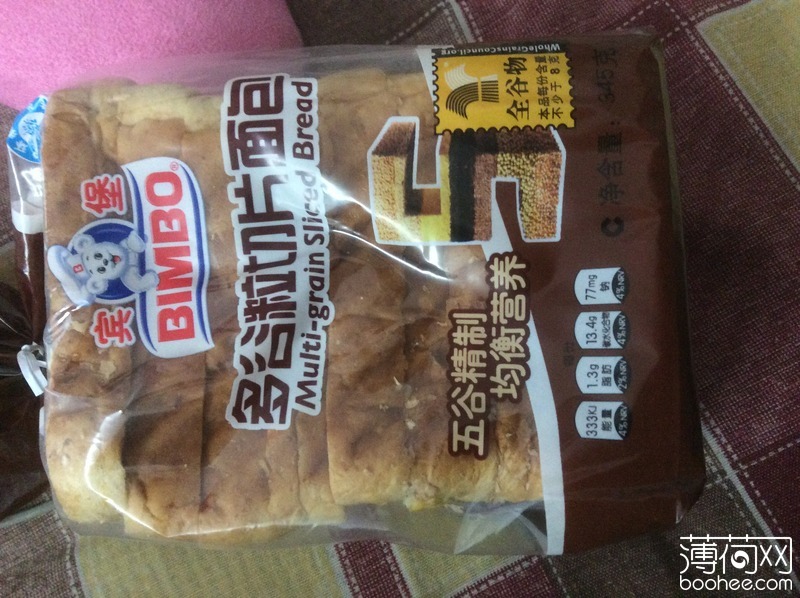 宾堡
BIMBO®
多谷粒切片面包
Multi-grain Sliced Bread
五谷精制
均衡营养
WholeGrainsCouncil.org
全谷物
本品每份含量
不少于 8 克
净含量: 345克
333KJ
能量
4%NRV
1.3g
脂肪
2%NRV
13.4g
碳水化合物
4%NRV
77mg
钠
4%NRV
薄荷网
boohee.com